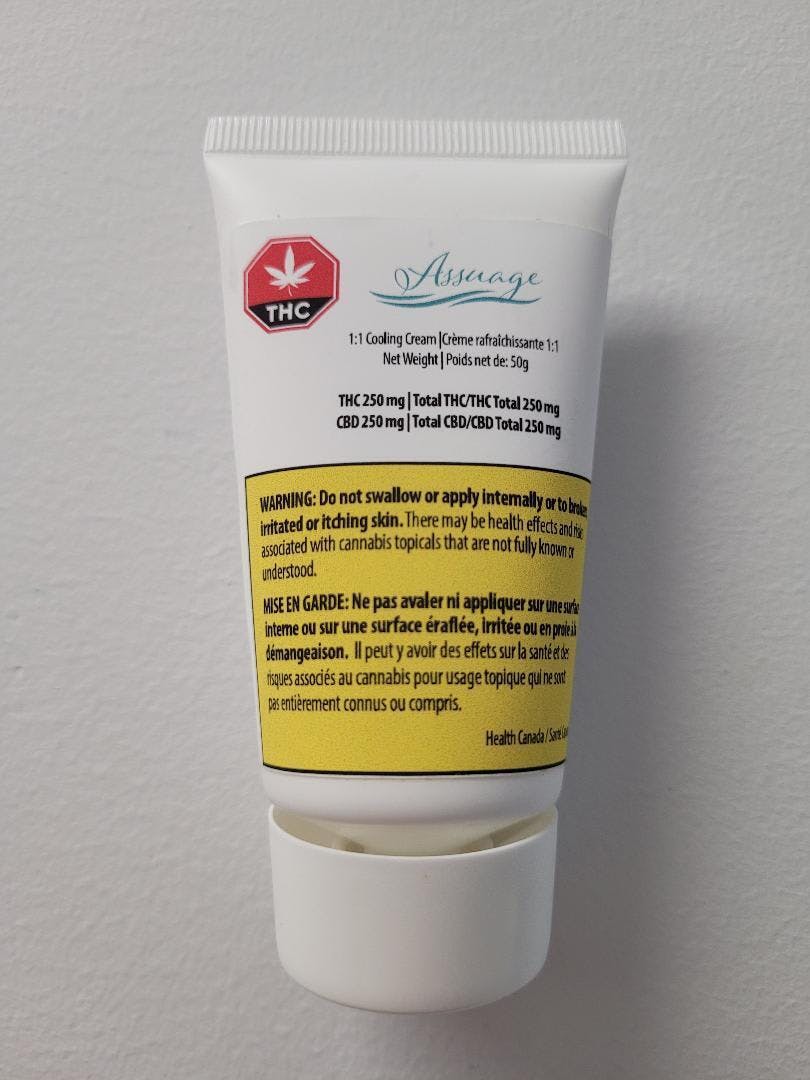 THC
Assuage
1:1 Cooling Cream | Crème rafraîchissante 1:1
Net Weight | Poids net de: 50g
THC 250 mg | Total THC/THC Total 250 mg
CBD 250 mg | Total CBD/CBD Total 250 mg
WARNING: Do not swallow or apply internally or to
irritated or itching skin. There may be health effects and
associated with cannabis topicals that are not fully known or
understood.
MISE EN GARDE: Ne pas avaler ni appliquer sur une
interne ou sur une surface éraflée, irritée ou en proie à la
démangeaison. Il peut y avoir des effets sur la santé et des
risques associés au cannabis pour usage topique qui ne sont
pas entièrement connus ou compris.
Health Canada / Santé